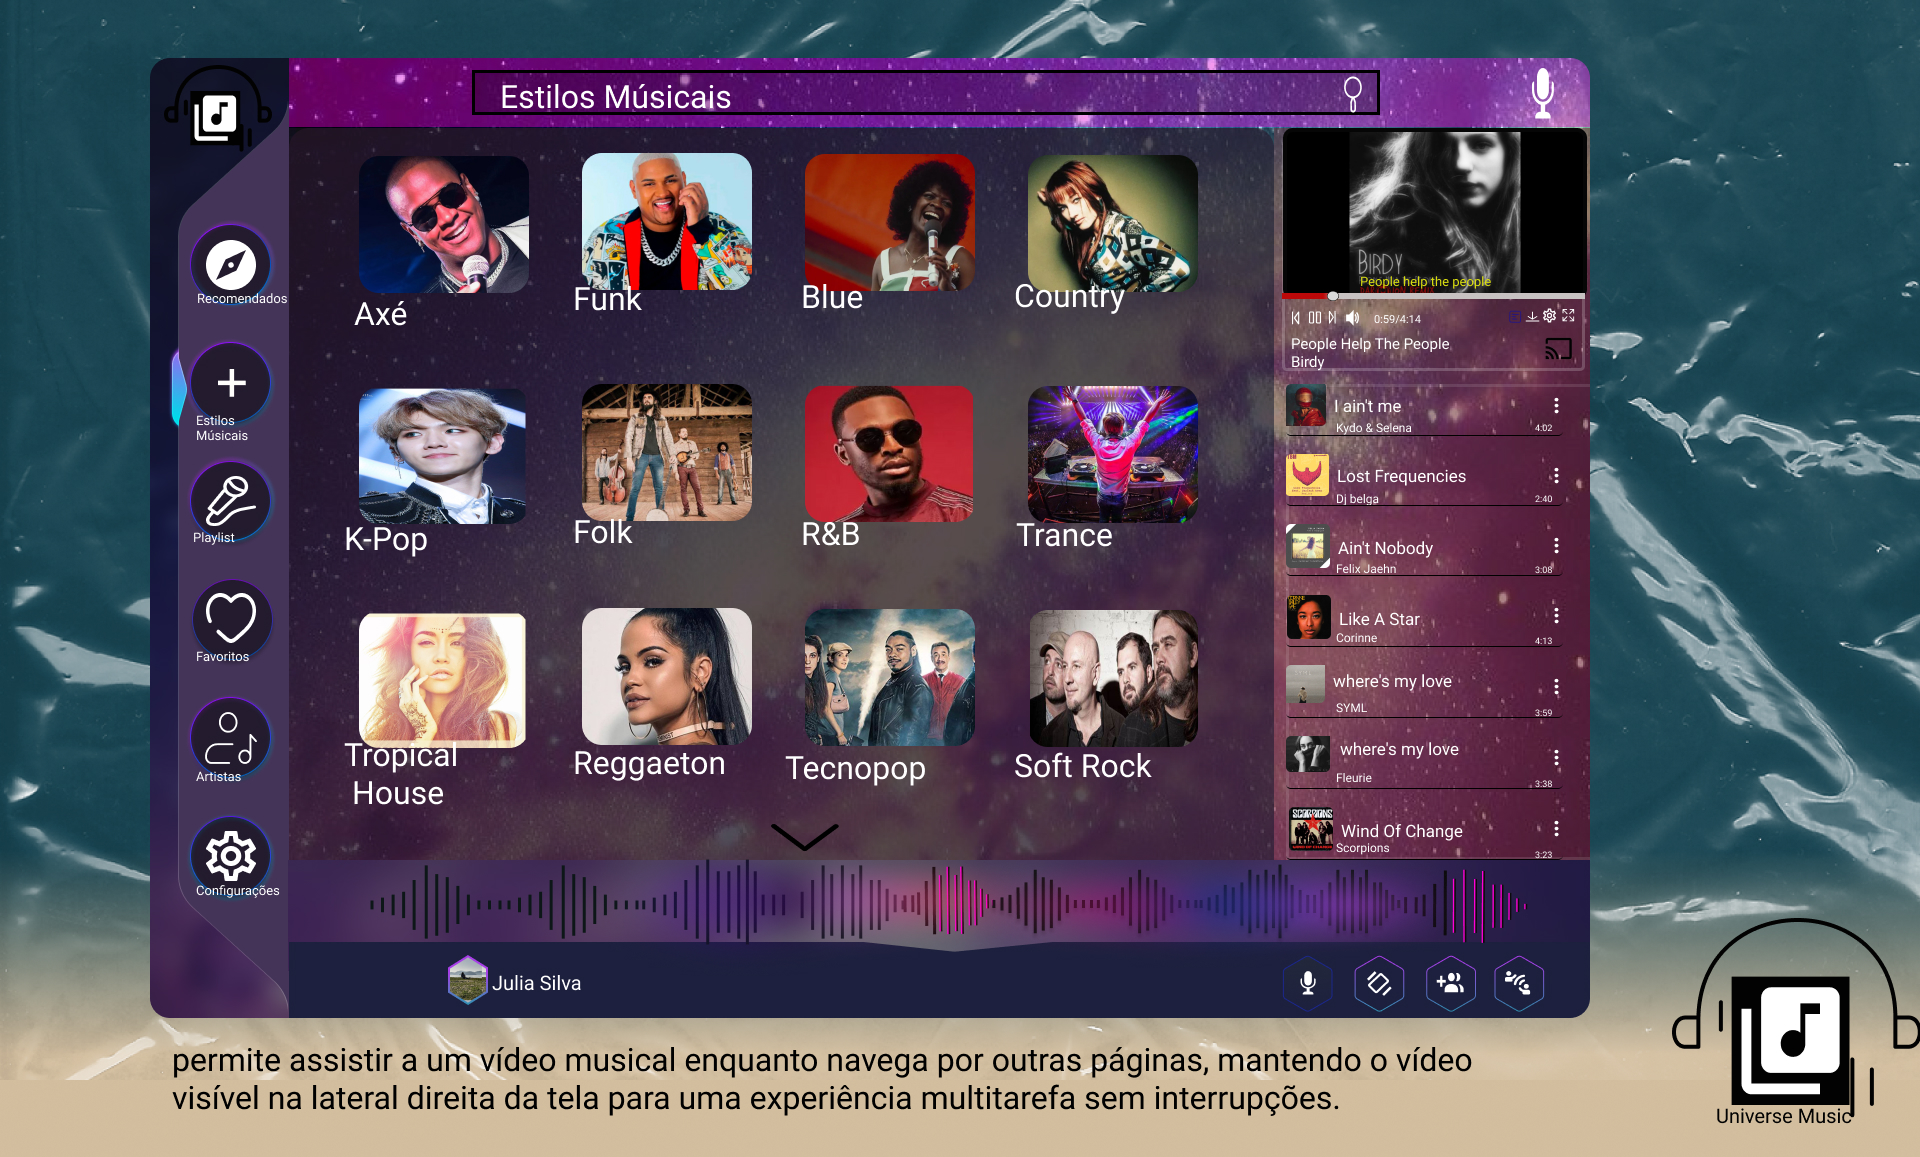 Estilos Músicais
Recomendados
Estilos
Músicais
Playlist
Favoritos
Artistas
Configurações
Axé
Funk
Blue
Country
K-Pop
Folk
R&B
Trance
Tropical
House
Reggaeton
Tecnopop
Soft Rock
BIRDY
People help the people
0:59/4:14
People Help The People
Birdy
I ain't me
Kydo & Selena
4:02
Lost Frequencies
Dj belga
2:40
Ain't Nobody
Felix Jaehn
3:08
Like A Star
Corinne
4:13
where's my love
SYML
3:59
where's my love
Fleurie
3:38
SCORPIONS
Wind Of Change
Scorpions
3:23
Julia Silva
permite assistir a um vídeo musical enquanto navega por outras páginas, mantendo o vídeo
visível na lateral direita da tela para uma experiência multitarefa sem interrupções.
Universe Music